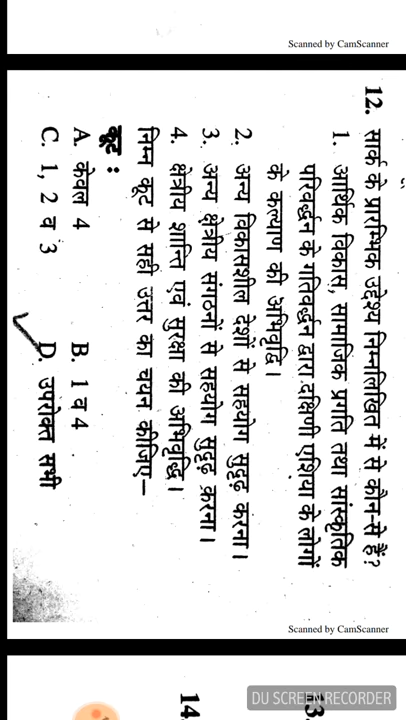 Scanned by CamScanner
12. सार्क के प्रारम्भिक उद्देश्य निम्नलिखित में से कौन-से हैं?
1. आर्थिक विकास, सामाजिक प्रगति तथा सांस्कृतिक
परिवर्द्धन के गतिवर्द्धन द्वारा दक्षिणी एशिया के लोगों
के कल्याण की अभिवृद्धि।
2. अन्य विकासशील देशों से सहयोग सुदृढ़ करना।
3. अन्य क्षेत्रीय संगठनों से सहयोग सुदृढ़ करना।
4. क्षेत्रीय शान्ति एवं सुरक्षा की अभिवृद्धि।
निम्न कूट से सही उत्तर का चयन कीजिए–
कूट :
A. केवल 4 B. 1 व 4
C. 1, 2 व 3 D. उपरोक्त सभी
Scanned by CamScanner
13.
14.
DU SCREEN RECORDER